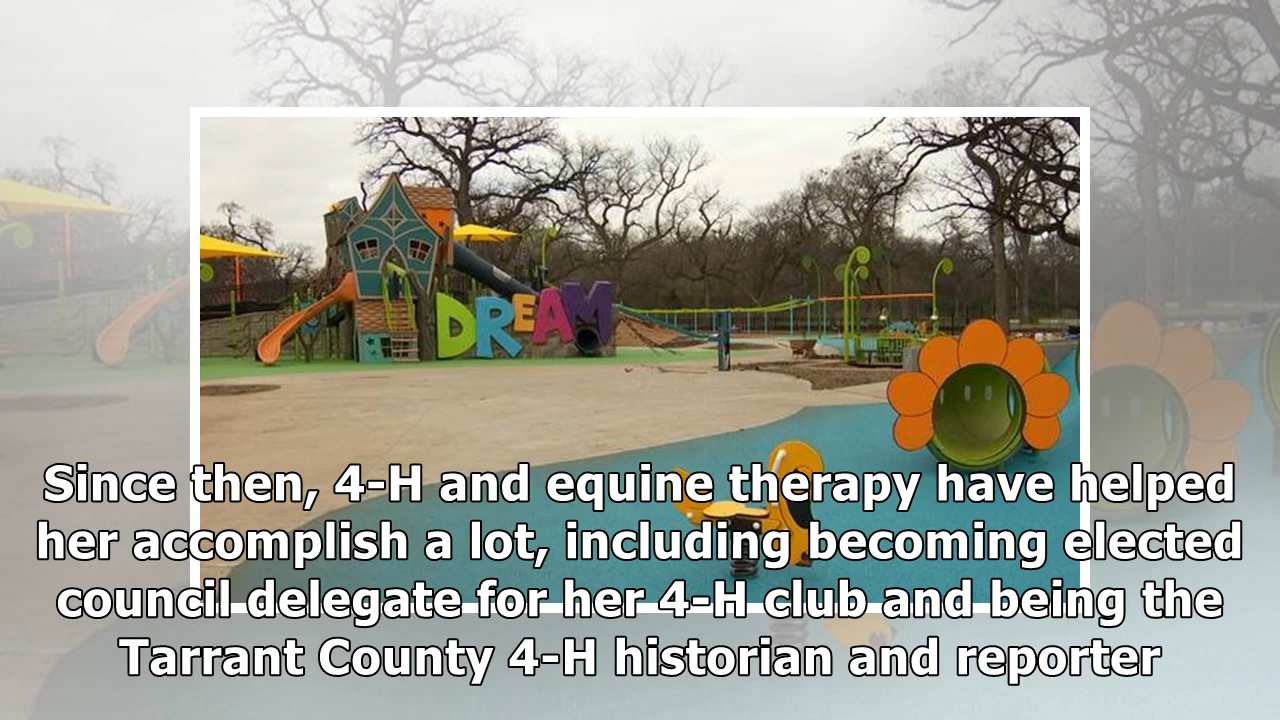 DREAM
Since then, 4-H and equine therapy have helped
her accomplish a lot, including becoming elected
council delegate for her 4-H club and being the
Tarrant County 4-H historian and reporter